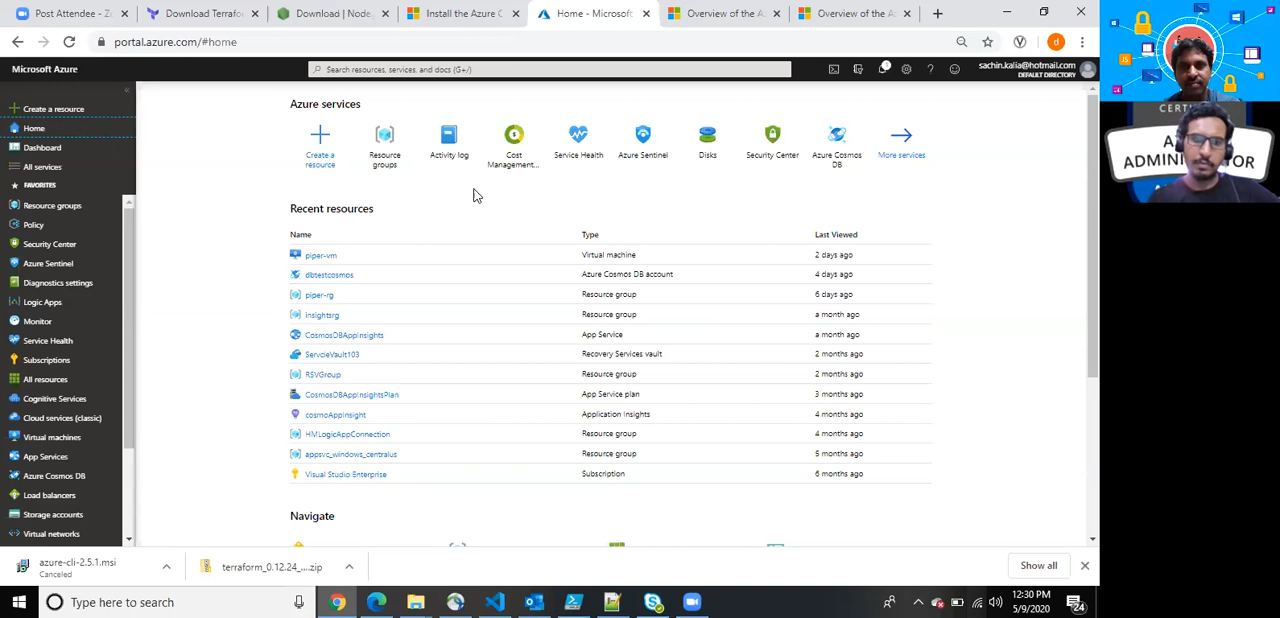 Post Attendee - Z
Download Terrafo
Download | Node.
Install the Azure C
Home - Microsoft
Overview of the Az
Overview of the Az
portal.azure.com/#home
Microsoft Azure
Search resources, services, and docs (G+/)
1
sachin.kalia@hotmail.com
DEFAULT DIRECTORY
Create a resource
Home
Dashboard
All services
FAVORITES
Resource groups
Policy
Security Center
Azure Sentinel
Diagnostics settings
Logic Apps
Monitor
Service Health
Subscriptions
All resources
Cognitive Services
Cloud services (classic)
Virtual machines
App Services
Azure Cosmos DB
Load balancers
Storage accounts
Virtual networks
Azure services
Create a resource
Resource groups
Activity log
Cost Management...
Service Health
Azure Sentinel
Disks
Security Center
Azure Cosmos DB
More services
Recent resources
Name Type Last Viewed
piper-vm Virtual machine 2 days ago
dbtestcosmos Azure Cosmos DB account 4 days ago
piper-rg Resource group 6 days ago
insightsrg Resource group a month ago
CosmosDBAppInsights App Service a month ago
ServcieVault103 Recovery Services vault 2 months ago
RSVGroup Resource group 2 months ago
CosmosDBAppInsightsPlan App Service plan 3 months ago
cosmoAppInsight Application Insights 4 months ago
HMLogicAppConnection Resource group 4 months ago
appsvc_windows_centralus Resource group 5 months ago
Visual Studio Enterprise Subscription 6 months ago
Navigate
azure-cli-2.5.1.msi
Canceled
terraform_0.12.24_....zip
Show all
Type here to search
12:30 PM
5/9/2020
24
ADMINISTRATOR